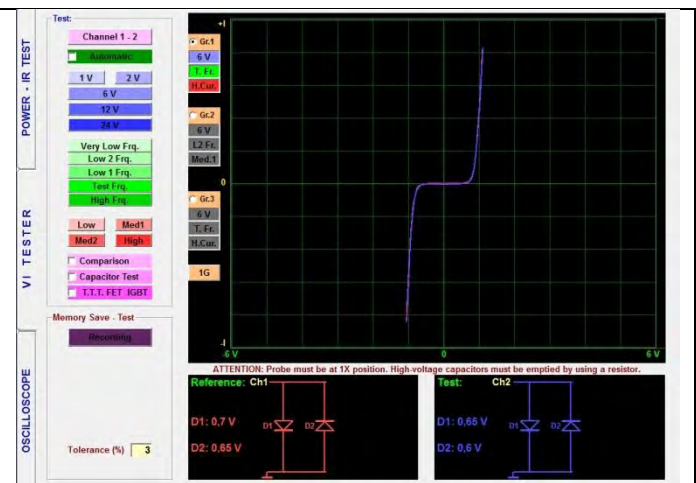 POWER - IR TEST
VI TESTER
OSCILLOSCOPE
Test:
Channel 1 - 2
Automatic
1 V
2 V
6 V
12 V
24 V
Very Low Frq.
Low 2 Frq.
Low 1 Frq.
Test Frq.
High Frq.
Low
Med1
Med2
High
Comparison
Capacitor Test
T.T.T. FET IGBT
Memory Save - Test
Recording
Tolerance (%) 3
Gr.1
6 V
T. Fr.
H.Cur.
Gr.2
6 V
L2 Fr.
Med.1
Gr.3
6 V
T. Fr.
H.Cur.
1G
+I
0
-I
-6 V
0
6 V
ATTENTION: Probe must be at 1X position. High-voltage capacitors must be emptied by using a resistor.
Reference: Ch1
D1: 0,7 V
D2: 0,65 V
D1
D2
Test: Ch2
D1: 0,65 V
D2: 0,6 V
D1
D2